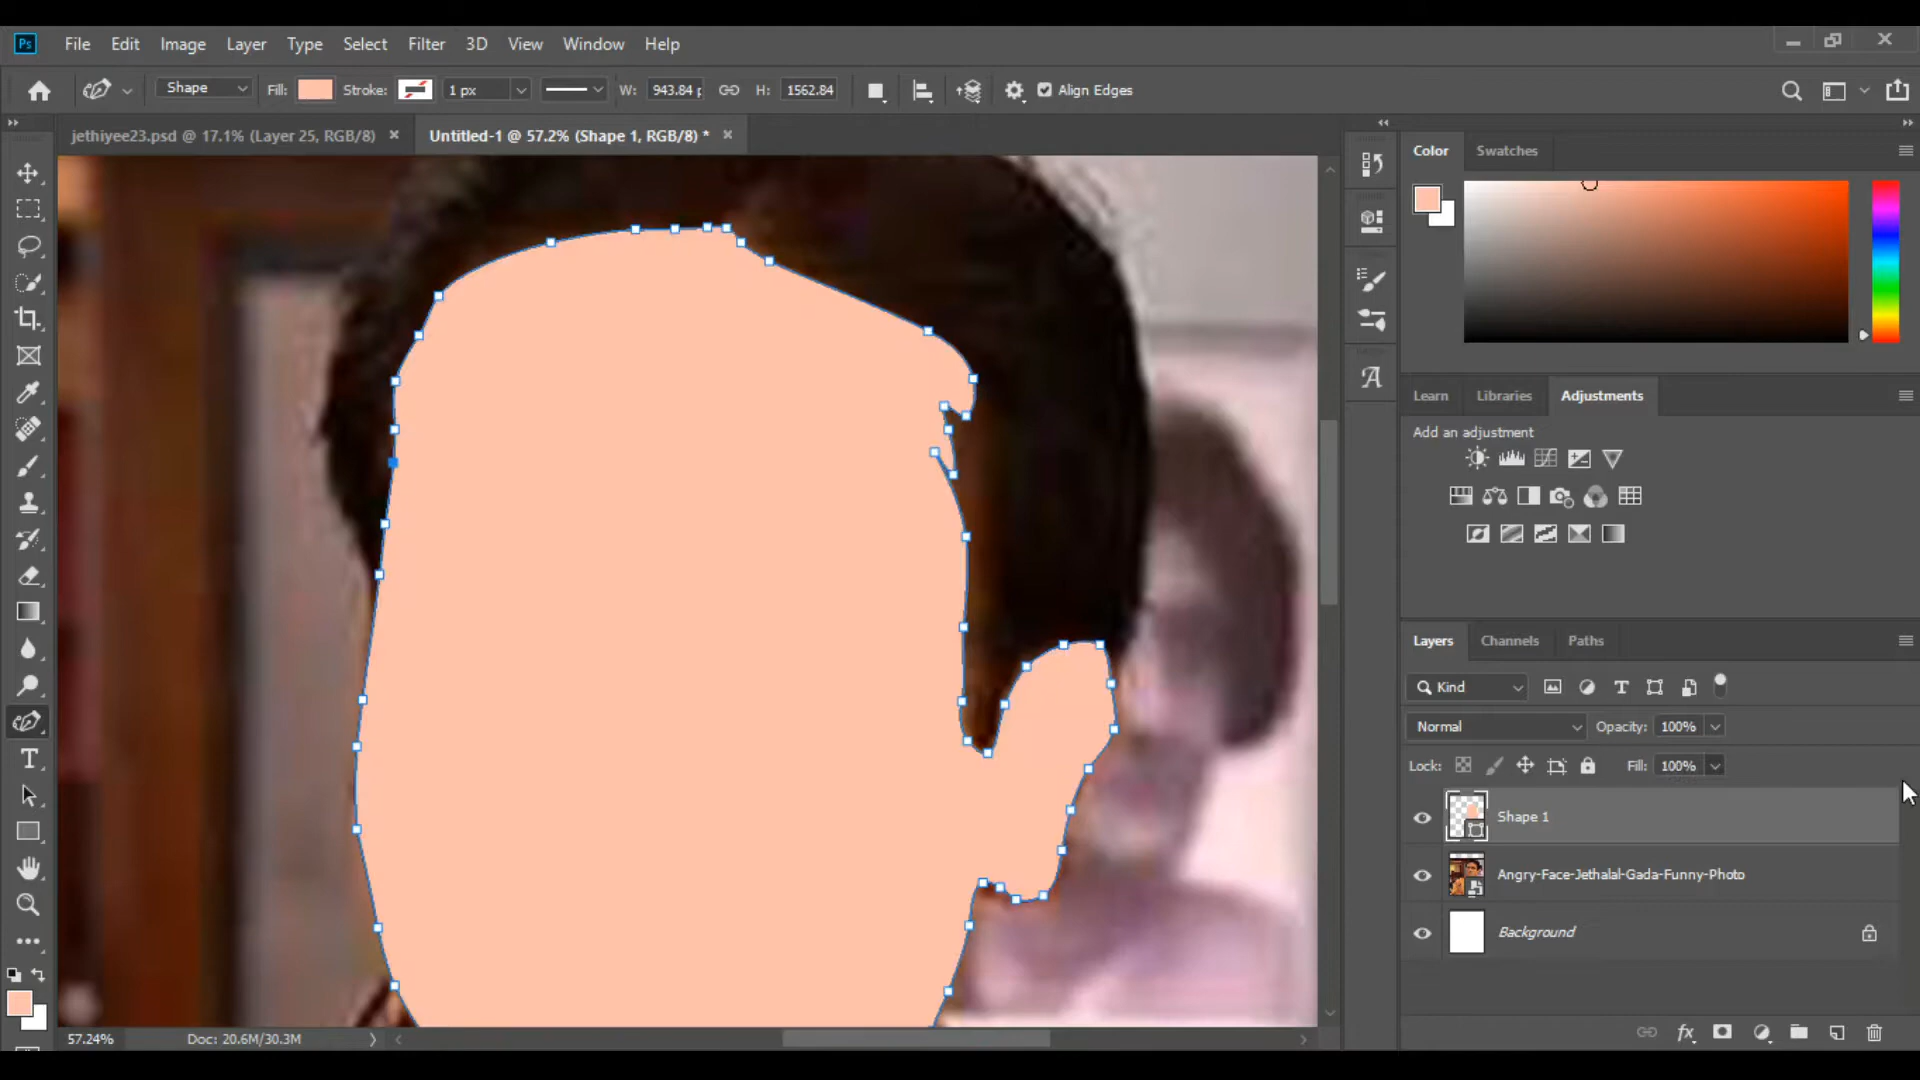 Ps File Edit Image Layer Type Select Filter 3D View Window Help
Shape Fill: Stroke: 1 px W: 943.84 p H: 1562.84 Align Edges
jethiyee23.psd @ 17.1% (Layer 25, RGB/8) × Untitled-1 @ 57.2% (Shape 1, RGB/8) * ×
Color Swatches
Learn Libraries Adjustments
Add an adjustment
Layers Channels Paths
Kind
Normal Opacity: 100%
Lock: Fill: 100%
Shape 1
Angry-Face-Jethalal-Gada-Funny-Photo
Background
57.24% Doc: 20.6M/30.3M